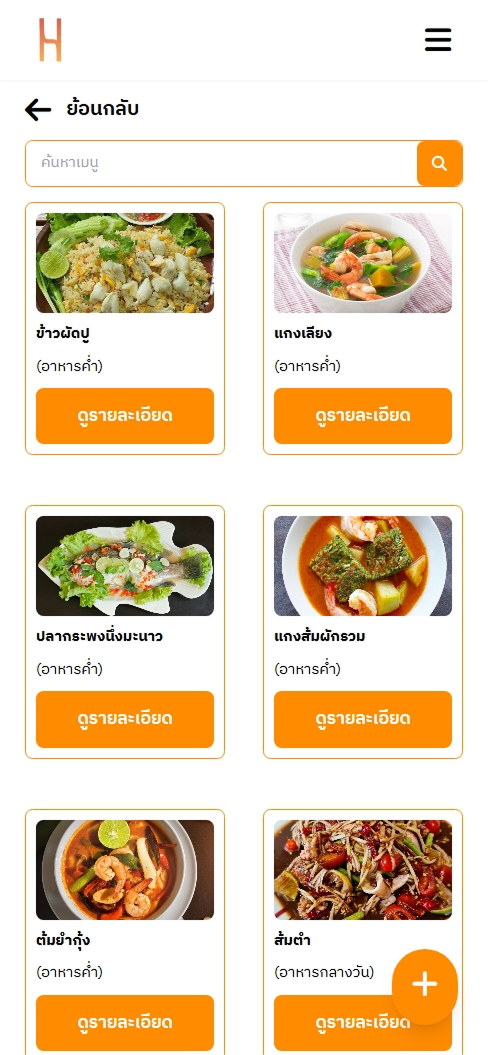 H
ย้อนกลับ
ค้นหาเมนู
ข้าวผัดปู
(อาหารค่ำ)
ดูรายละเอียด
แกงเลียง
(อาหารค่ำ)
ดูรายละเอียด
ปลากระพงนึ่งมะนาว
(อาหารค่ำ)
ดูรายละเอียด
แกงส้มผักรวม
(อาหารค่ำ)
ดูรายละเอียด
ต้มยำกุ้ง
(อาหารค่ำ)
ดูรายละเอียด
ส้มตำ
(อาหารกลางวัน)
ดูรายละเอียด